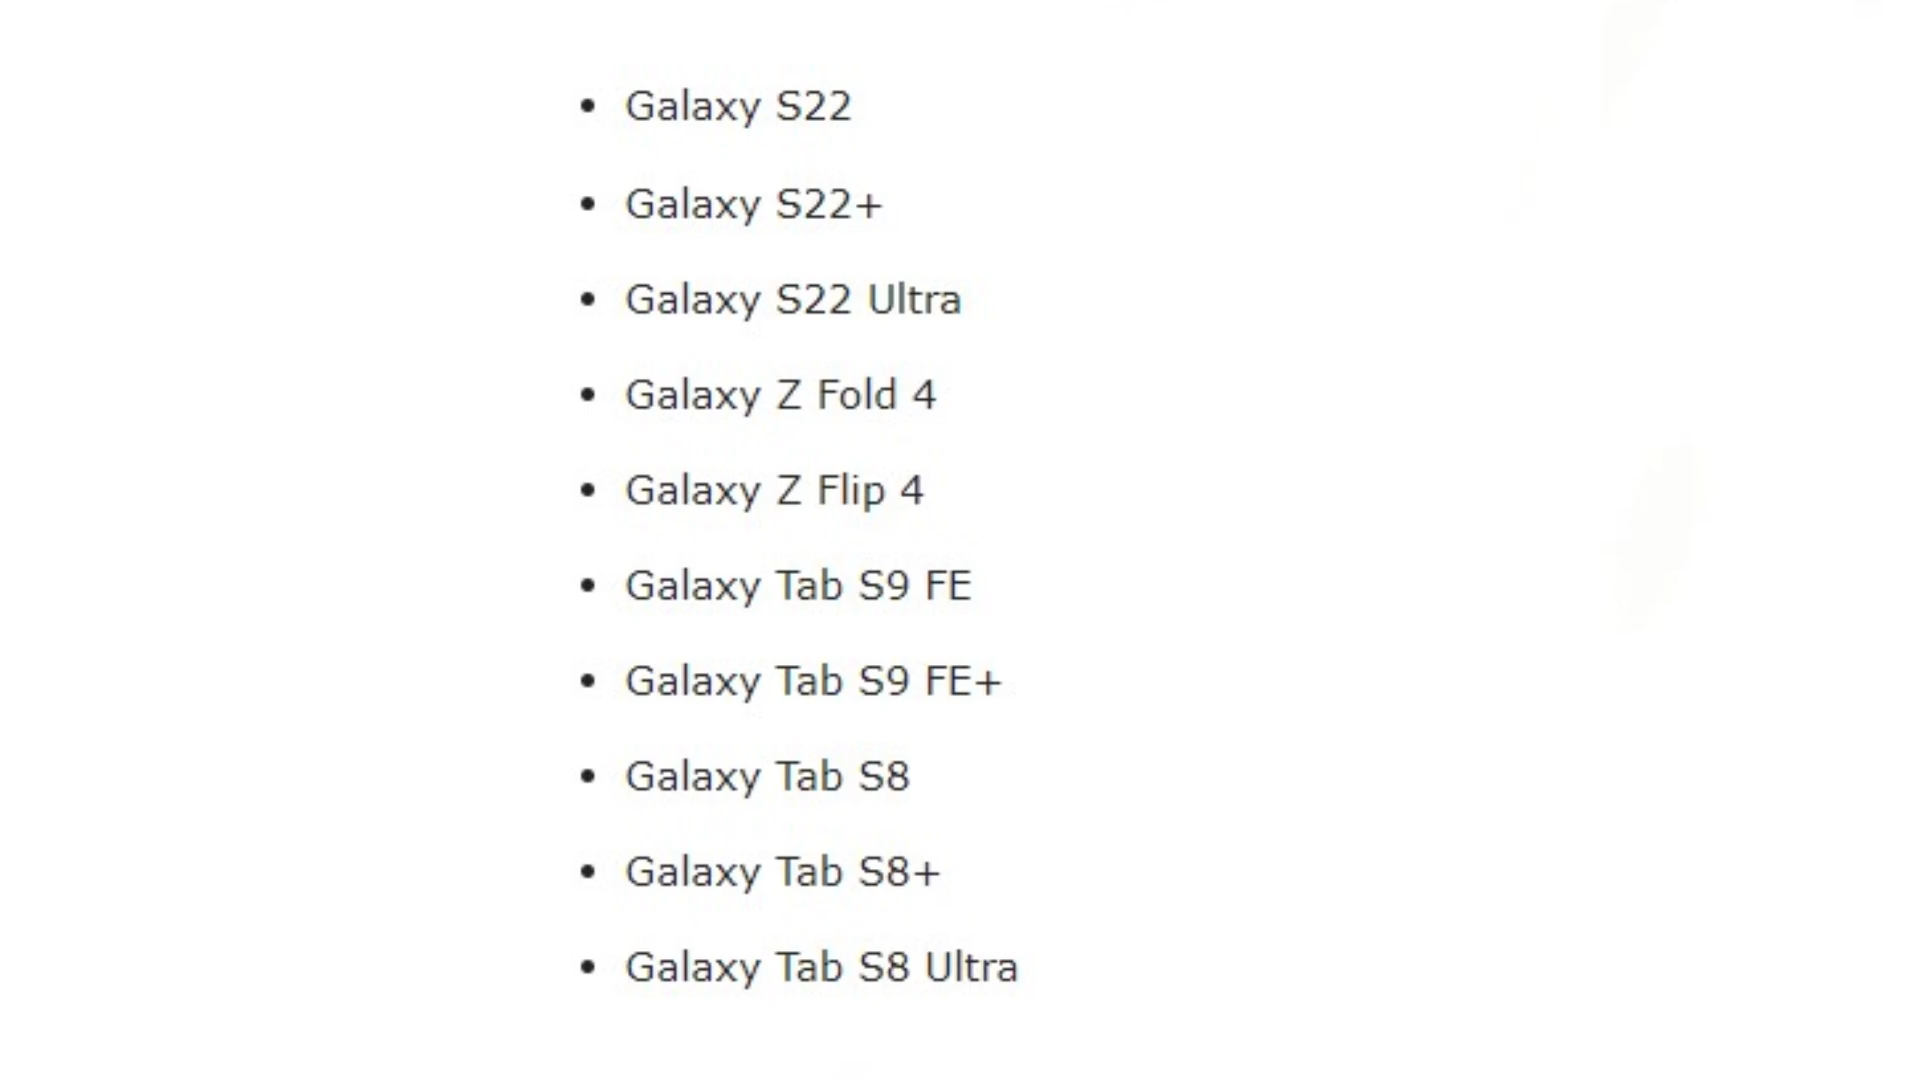 • Galaxy S22
• Galaxy S22+
• Galaxy S22 Ultra
• Galaxy Z Fold 4
• Galaxy Z Flip 4
• Galaxy Tab S9 FE
• Galaxy Tab S9 FE+
• Galaxy Tab S8
• Galaxy Tab S8+
• Galaxy Tab S8 Ultra